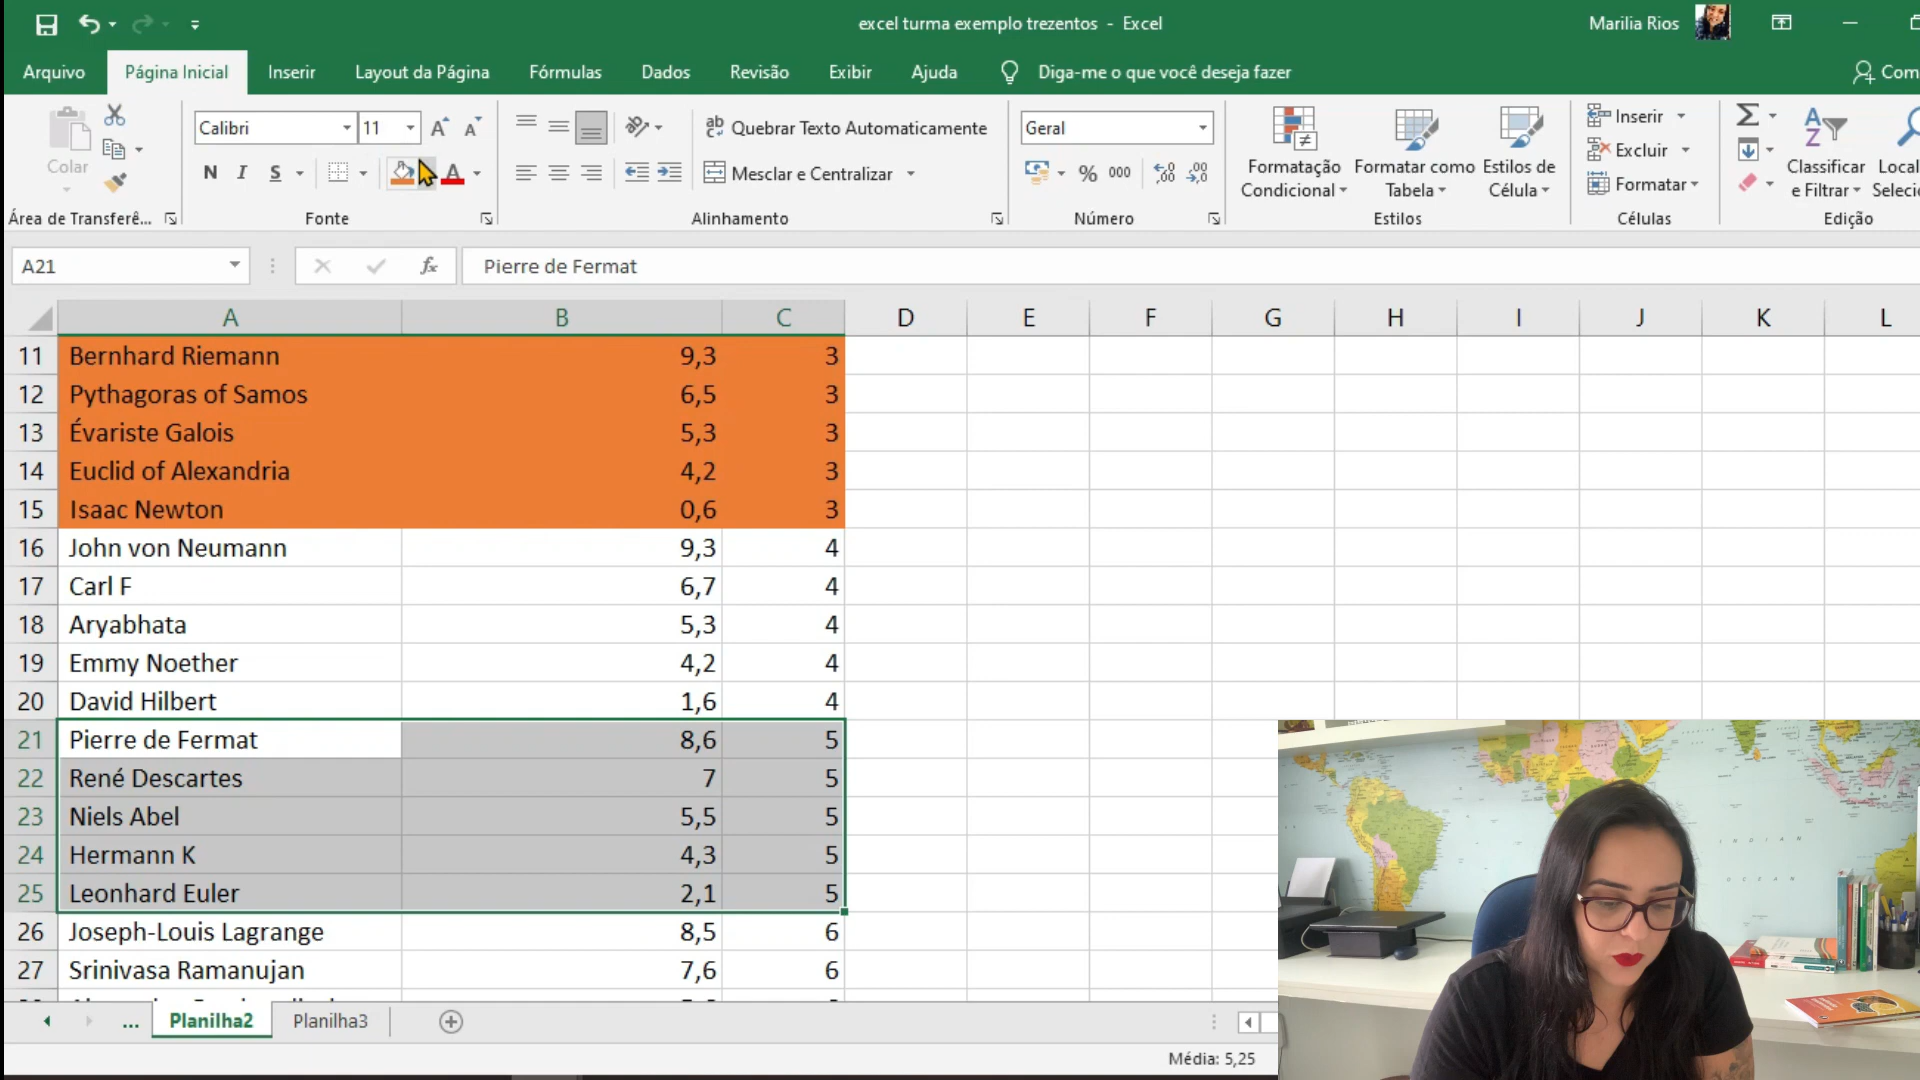 excel turma exemplo trezentos - Excel
Marilia Rios
Arquivo Página Inicial Inserir Layout da Página Fórmulas Dados Revisão Exibir Ajuda Diga-me o que você deseja fazer Com
Calibri 11 Quebrar Texto Automaticamente Geral Inserir
Colar N I S A Mesclar e Centralizar % 000 Formatação Condicional Formatar como Tabela Estilos de Célula Excluir Formatar Classificar e Filtrar Local Seleci
Área de Transferê... Fonte Alinhamento Número Estilos Células Edição
A21 fx Pierre de Fermat
A B C D E F G H I J K L
11 Bernhard Riemann 9,3 3
12 Pythagoras of Samos 6,5 3
13 Évariste Galois 5,3 3
14 Euclid of Alexandria 4,2 3
15 Isaac Newton 0,6 3
16 John von Neumann 9,3 4
17 Carl F 6,7 4
18 Aryabhata 5,3 4
19 Emmy Noether 4,2 4
20 David Hilbert 1,6 4
21 Pierre de Fermat 8,6 5
22 René Descartes 7 5
23 Niels Abel 5,5 5
24 Hermann K 4,3 5
25 Leonhard Euler 2,1 5
26 Joseph-Louis Lagrange 8,5 6
27 Srinivasa Ramanujan 7,6 6
... Planilha2 Planilha3
Média: 5,25